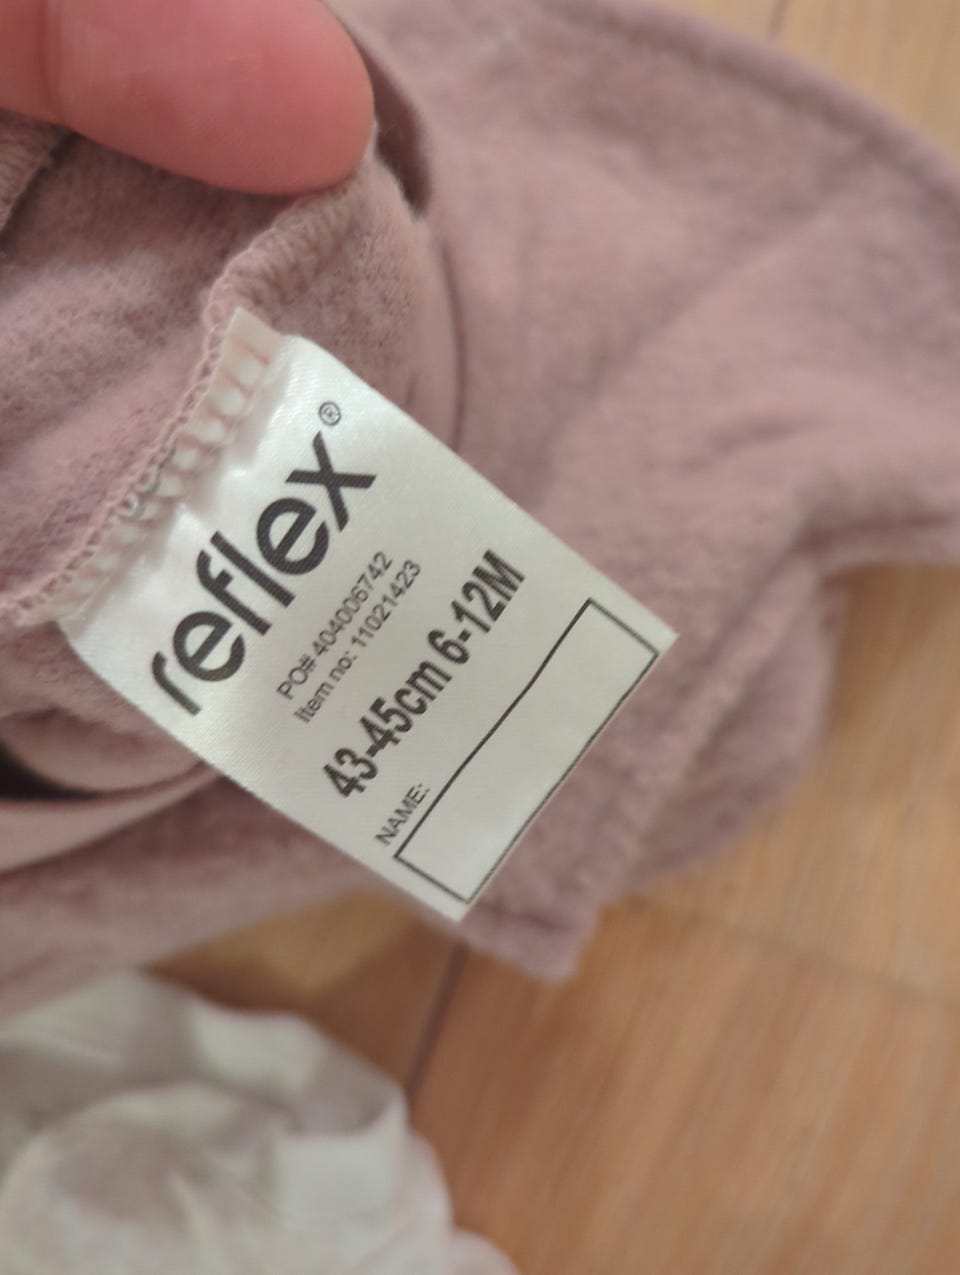 reflex®
PO# 404006742
Item no: 11021423
43-45cm 6-12M
NAME: